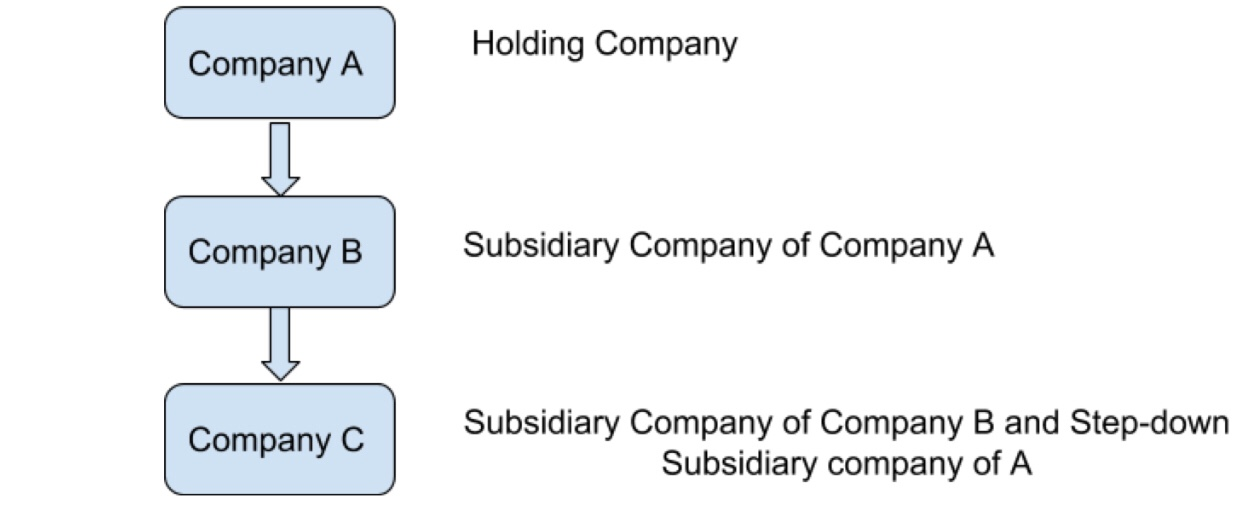 Company A
Holding Company
Company B
Subsidiary Company of Company A
Company C
Subsidiary Company of Company B and Step-down
Subsidiary company of A